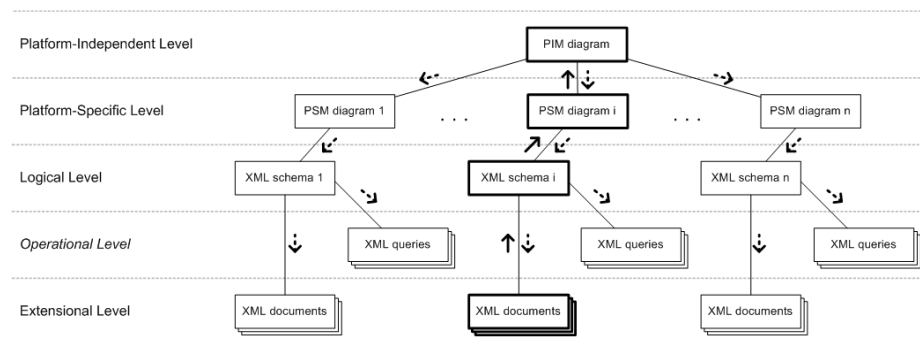 Platform-Independent Level
PIM diagram
Platform-Specific Level
PSM diagram 1
. . .
PSM diagram i
. . .
PSM diagram n
Logical Level
XML schema 1
XML schema i
XML schema n
Operational Level
XML queries
XML queries
XML queries
Extensional Level
XML documents
XML documents
XML documents